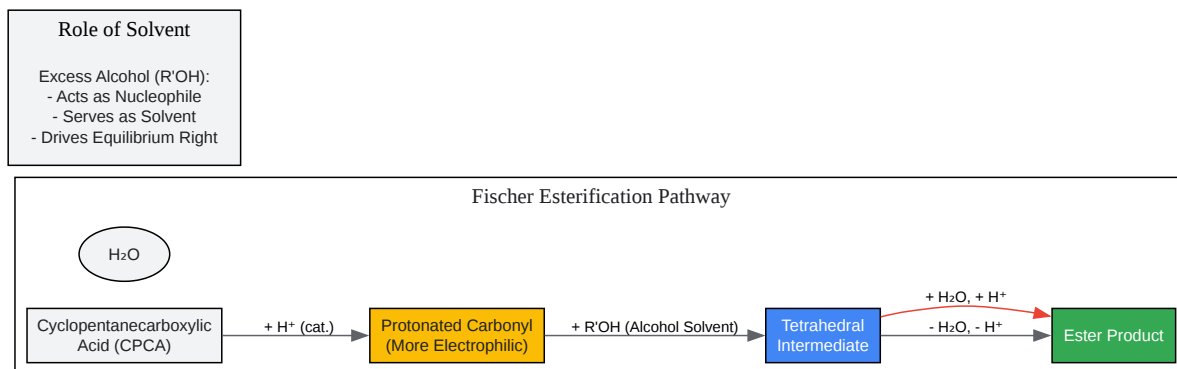 Role of Solvent
Excess Alcohol (R'OH):
- Acts as Nucleophile
- Serves as Solvent
- Drives Equilibrium Right
Fischer Esterification Pathway
H₂O
Cyclopentanecarboxylic
Acid (CPCA)
+ H⁺ (cat.)
Protonated Carbonyl
(More Electrophilic)
+ R'OH (Alcohol Solvent)
Tetrahedral
Intermediate
+ H₂O, + H⁺
- H₂O, - H⁺
Ester Product